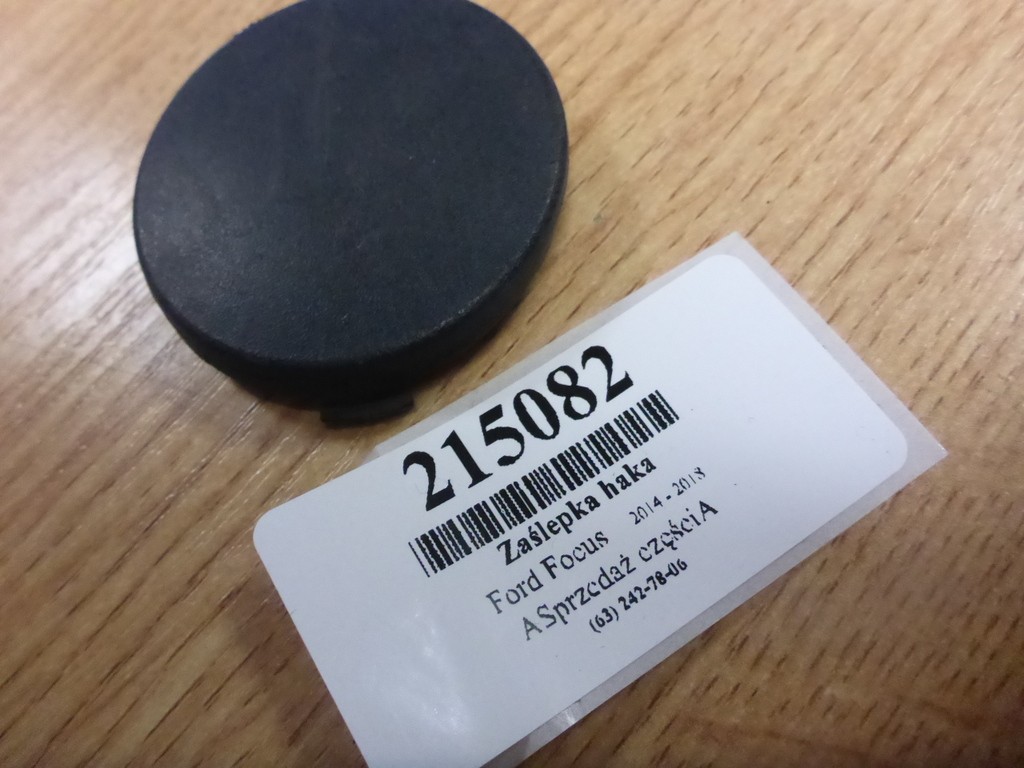 215082
Zaślepka haka
Ford Focus 2014 - 2018
ASprzedaż częściA
(63) 242-78-06